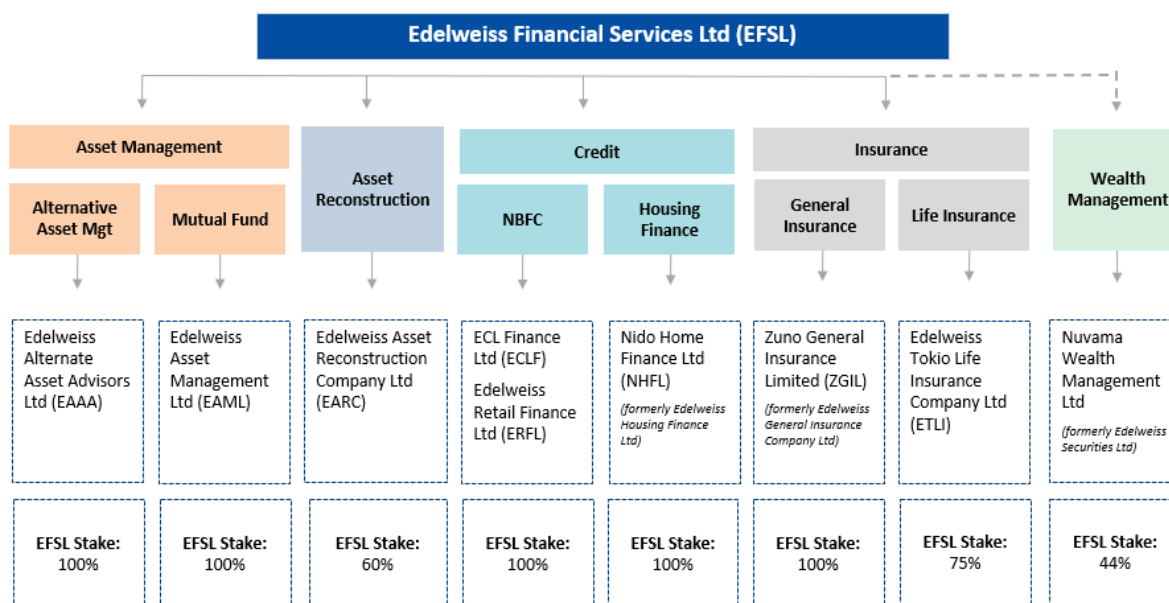 Edelweiss Financial Services Ltd (EFSL)
Asset Management
Alternative
Asset Mgt
Mutual Fund
Asset
Reconstruction
Credit
NBFC
Housing
Finance
Insurance
General
Insurance
Life Insurance
Wealth
Management
Edelweiss
Alternate
Asset Advisors
Ltd (EAAA)
Edelweiss
Asset
Management
Ltd (EAML)
Edelweiss Asset
Reconstruction
Company Ltd
(EARC)
ECL Finance
Ltd (ECLF)
Edelweiss
Retail Finance
Ltd (ERFL)
Nido Home
Finance Ltd
(NHFL)
(formerly Edelweiss
Housing Finance
Ltd)
Zuno General
Insurance
Limited (ZGIL)
(formerly Edelweiss
General Insurance
Company Ltd)
Edelweiss
Tokio Life
Insurance
Company Ltd
(ETLI)
Nuvama
Wealth
Management
Ltd
(formerly Edelweiss
Securities Ltd)
EFSL Stake:
100%
EFSL Stake:
100%
EFSL Stake:
60%
EFSL Stake:
100%
EFSL Stake:
100%
EFSL Stake:
100%
EFSL Stake:
75%
EFSL Stake:
44%